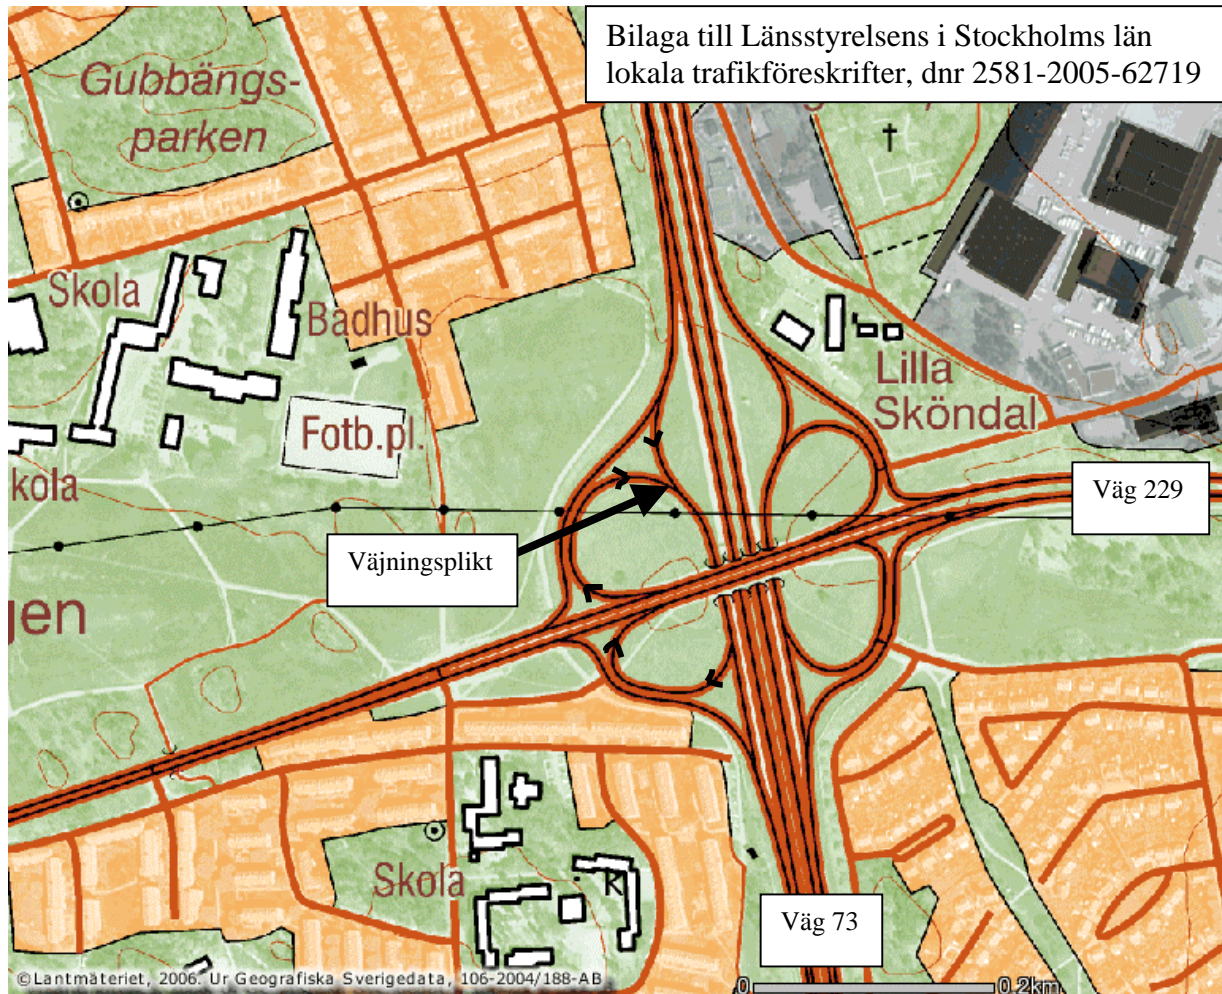 Bilaga till Länsstyrelsens i Stockholms län
lokala trafikföreskrifter, dnr 2581-2005-62719
Gubbängs-
parken
Skola
Badhus
Lilla
Sköndal
Fotb.pl.
kola
Väg 229
Väjningsplikt
gen
Skola
K
Väg 73
©Lantmäteriet, 2006. Ur Geografiska Sverigedata, 106-2004/188-AB
0 0.2km